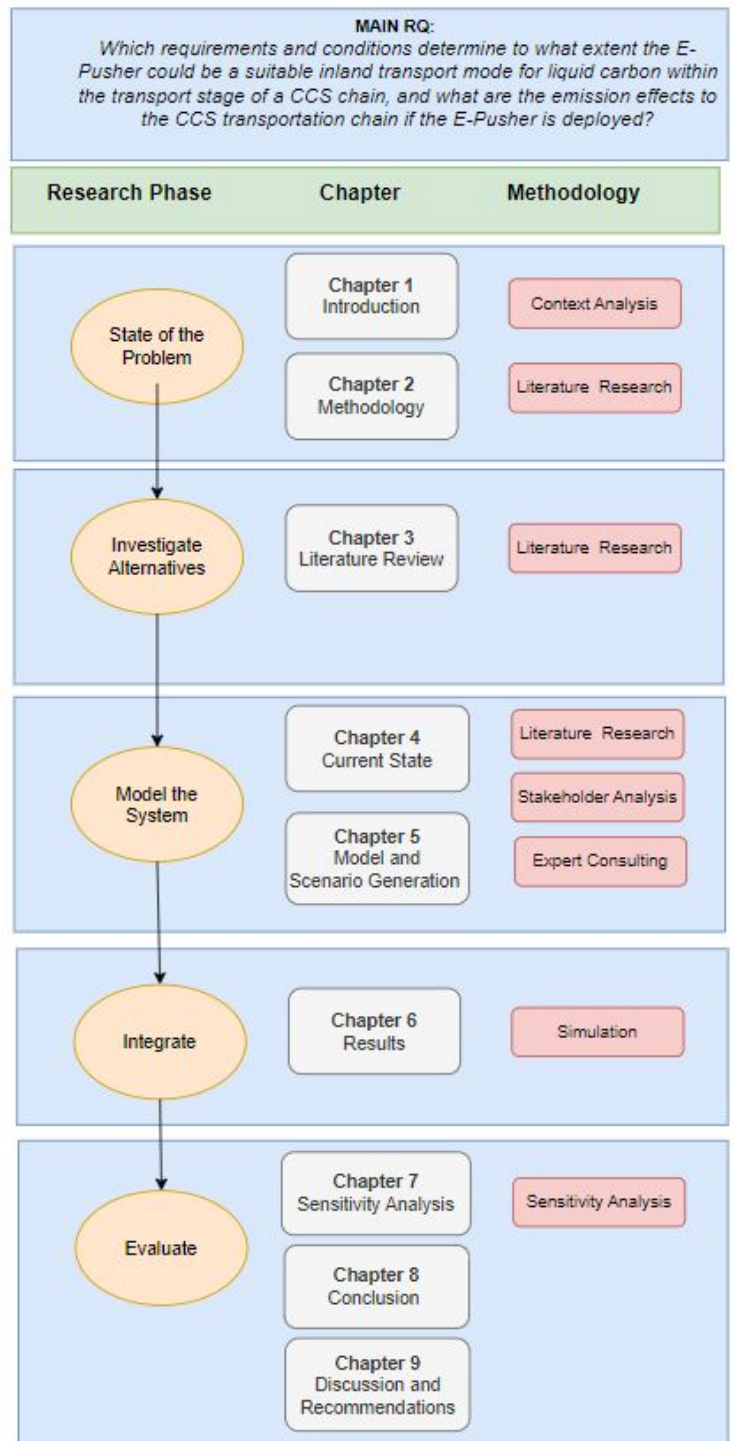 MAIN RQ:
Which requirements and conditions determine to what extent the E-
Pusher could be a suitable inland transport mode for liquid carbon within
the transport stage of a CCS chain, and what are the emission effects to
the CCS transportation chain if the E-Pusher is deployed?
Research Phase
Chapter
Methodology
State of the
Problem
Chapter 1
Introduction
Context Analysis
Chapter 2
Methodology
Literature Research
Investigate
Alternatives
Chapter 3
Literature Review
Literature Research
Model the
System
Chapter 4
Current State
Literature Research
Stakeholder Analysis
Chapter 5
Model and
Scenario Generation
Expert Consulting
Integrate
Chapter 6
Results
Simulation
Evaluate
Chapter 7
Sensitivity Analysis
Sensitivity Analysis
Chapter 8
Conclusion
Chapter 9
Discussion and
Recommendations